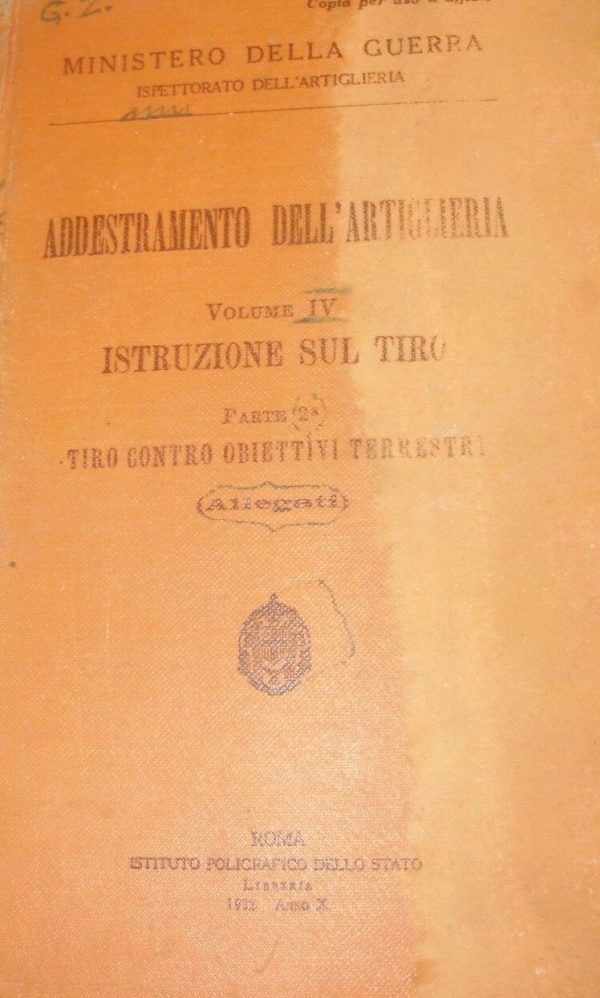 G. Z.
Copia per uso d'uffici
MINISTERO DELLA GUERRA
ISPETTORATO DELL'ARTIGLIERIA
ADDESTRAMENTO DELL'ARTIGLIERIA
VOLUME IV
ISTRUZIONE SUL TIRO
PARTE 2ª
TIRO CONTRO OBIETTIVI TERRESTRI
(Allegati)
ROMA
ISTITUTO POLIGRAFICO DELLO STATO
LIBRERIA
Anno X